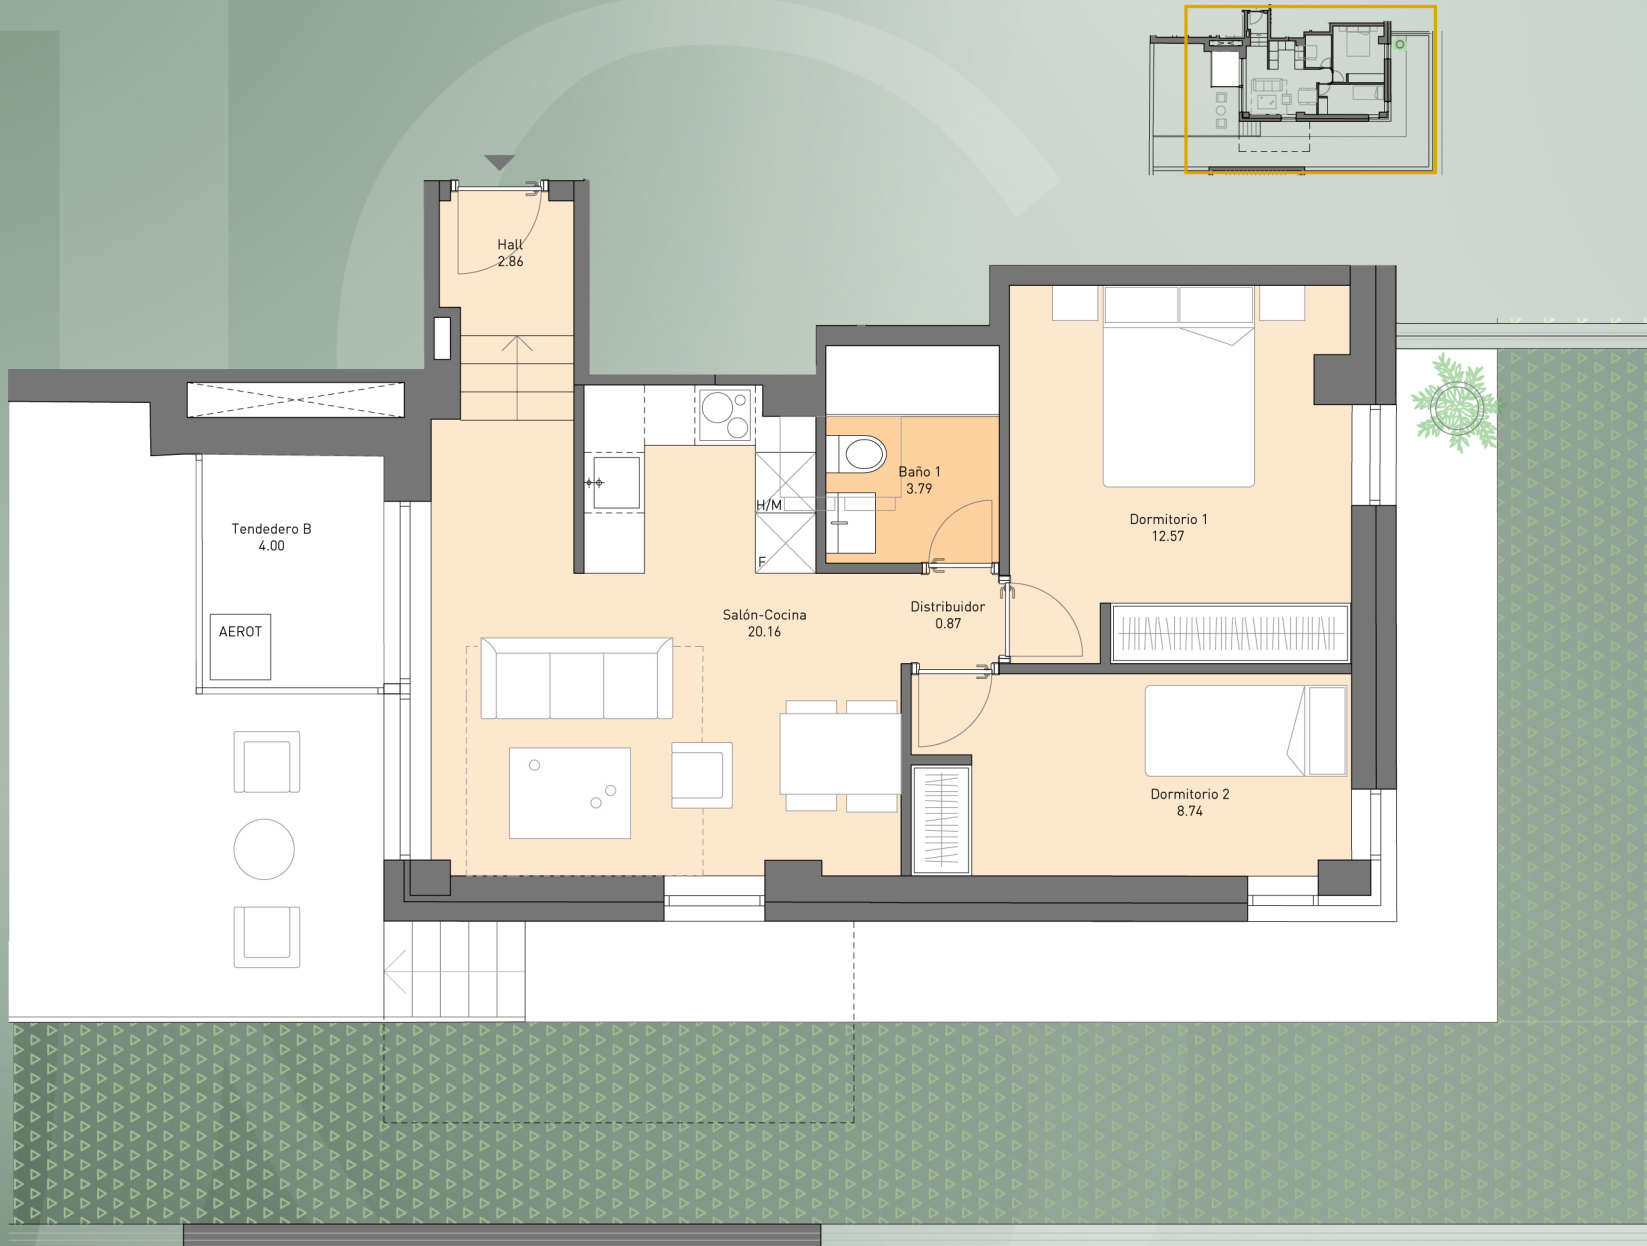 Hall
2.86
Baño 1
3.79
H/M
Dormitorio 1
12.57
Tendedero B
4.00
F
Distribuidor
0.87
Salón-Cocina
20.16
AEROT
Dormitorio 2
8.74